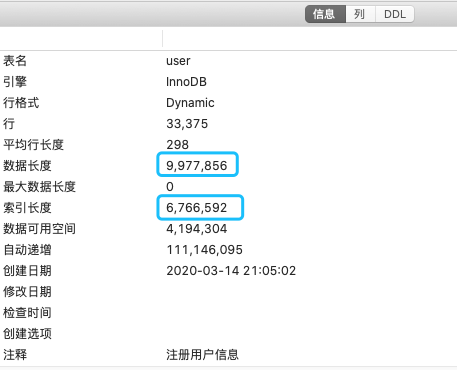 信息 列 DDL
表名 user
引擎 InnoDB
行格式 Dynamic
行 33,375
平均行长度 298
数据长度 9,977,856
最大数据长度 0
索引长度 6,766,592
数据可用空间 4,194,304
自动递增 111,146,095
创建日期 2020-03-14 21:05:02
修改日期
检查时间
创建选项
注释 注册用户信息